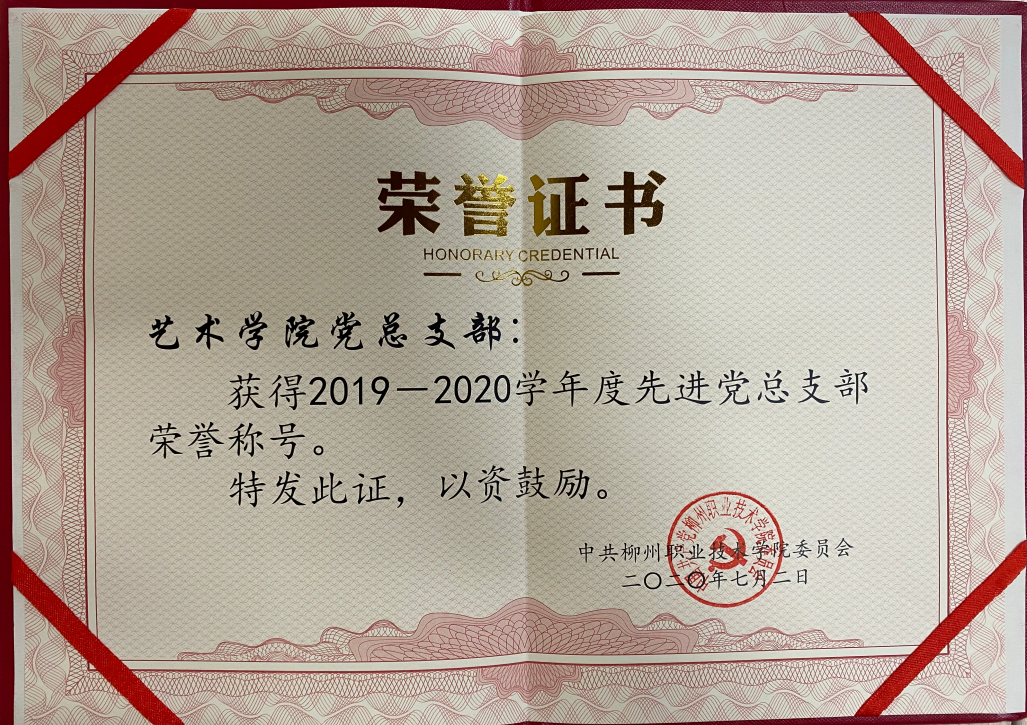 荣誉证书
HONORARY CREDENTIAL
艺术学院党总支部：
获得2019－2020学年度先进党总支部
荣誉称号。
特发此证，以资鼓励。
中共柳州职业技术学院委员会
二〇二〇年七月二日